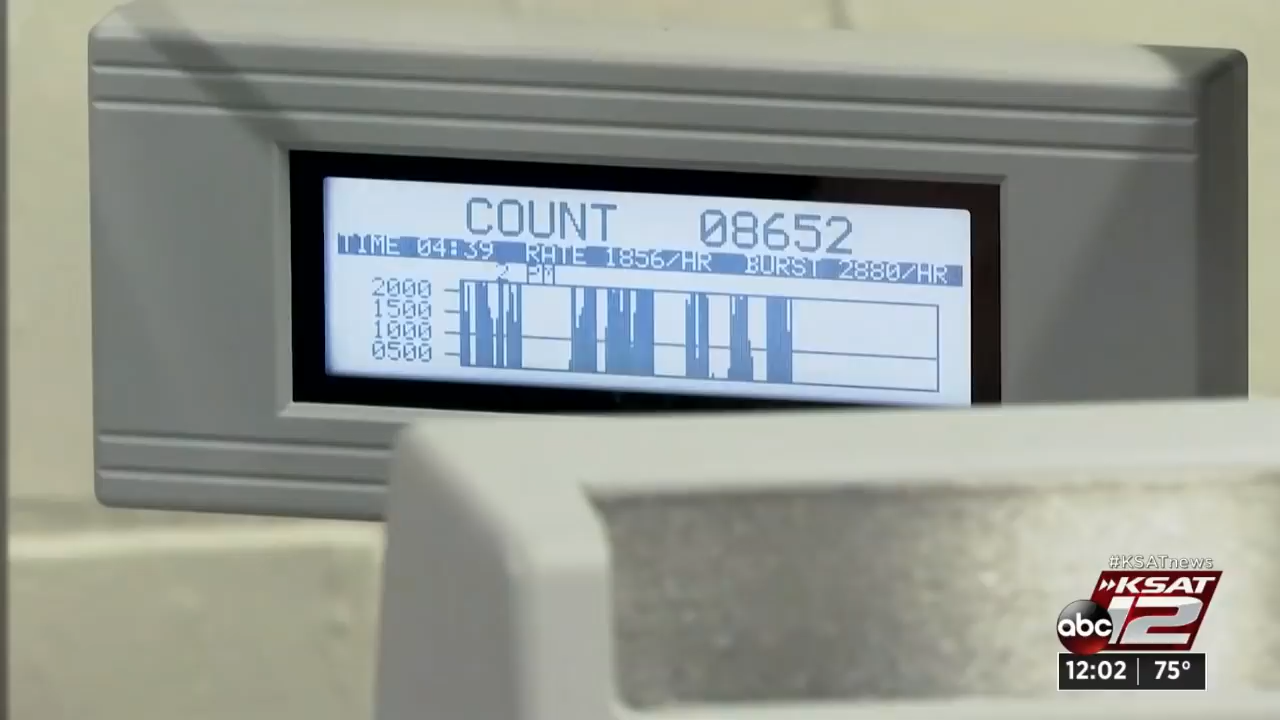 COUNT 08652
TIME 04:39 RATE 1856/HR BURST 2880/HR
2 PM
2000
1500
1000
0500
#KSATnews
KSAT
abc 12
12:02 75°